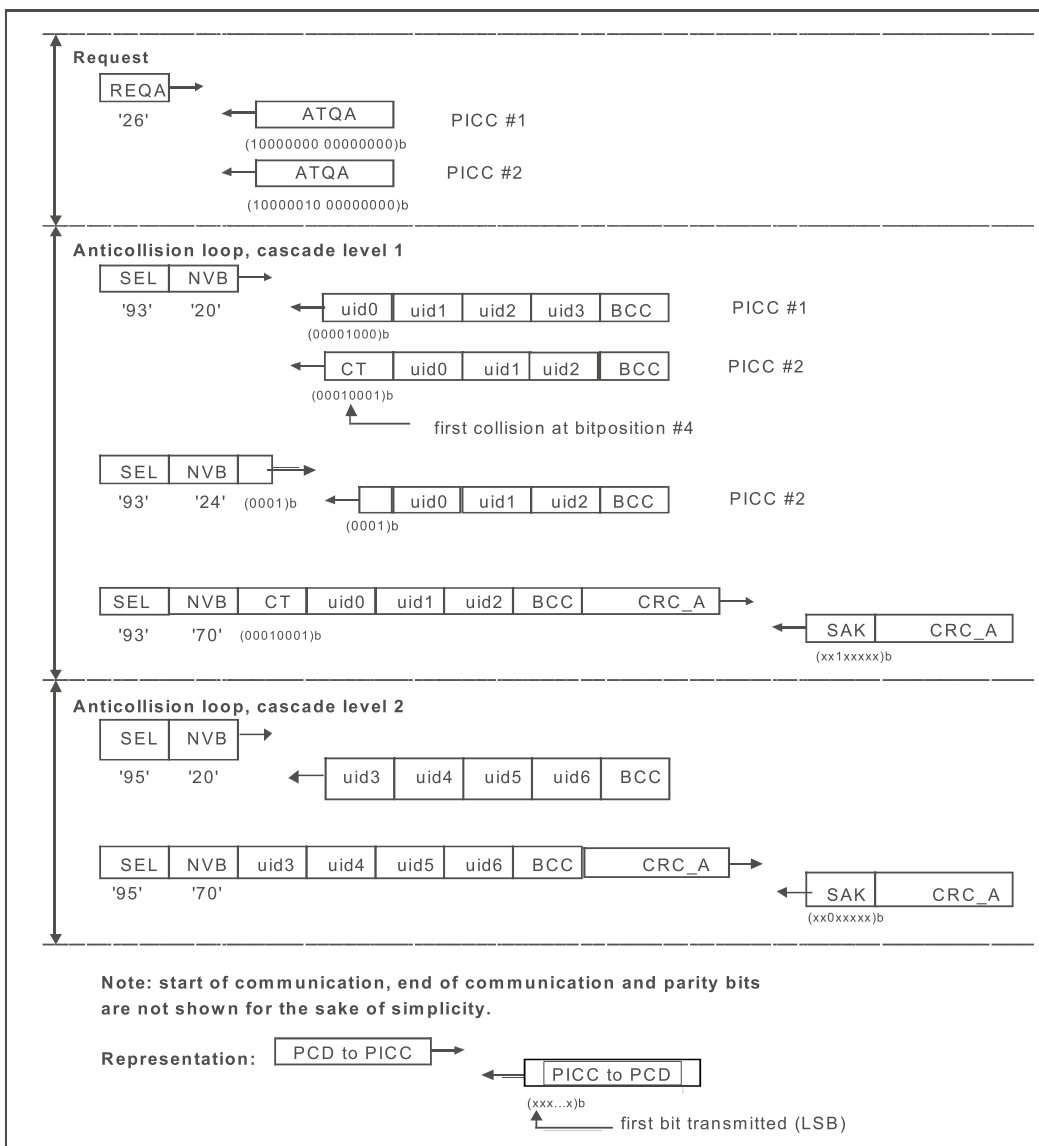 Request
REQA
'26'
ATQA PICC #1
(10000000 00000000)b
ATQA PICC #2
(10000010 00000000)b
Anticollision loop, cascade level 1
SEL NVB
'93' '20'
uid0 uid1 uid2 uid3 BCC PICC #1
(00001000)b
CT uid0 uid1 uid2 BCC PICC #2
(00010001)b
first collision at bitposition #4
SEL NVB
'93' '24' (0001)b
uid0 uid1 uid2 BCC PICC #2
(0001)b
SEL NVB CT uid0 uid1 uid2 BCC CRC_A
'93' '70' (00010001)b
SAK CRC_A
(xx1xxxxx)b
Anticollision loop, cascade level 2
SEL NVB
'95' '20'
uid3 uid4 uid5 uid6 BCC
SEL NVB uid3 uid4 uid5 uid6 BCC CRC_A
'95' '70'
SAK CRC_A
(xx0xxxxx)b
Note: start of communication, end of communication and parity bits
are not shown for the sake of simplicity.
Representation: PCD to PICC
PICC to PCD
(xxx...x)b
first bit transmitted (LSB)